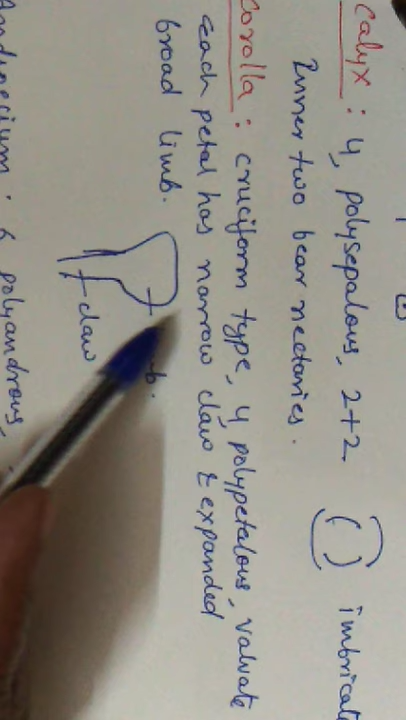 Calyx : 4, polysepalous, 2+2 imbricat
Inner two bear nectaries.
Corolla : cruciform type, 4 polypetalous, valvate
each petal has narrow claw & expanded
broad limb.
claw
Androecium : 6 polyandrous,